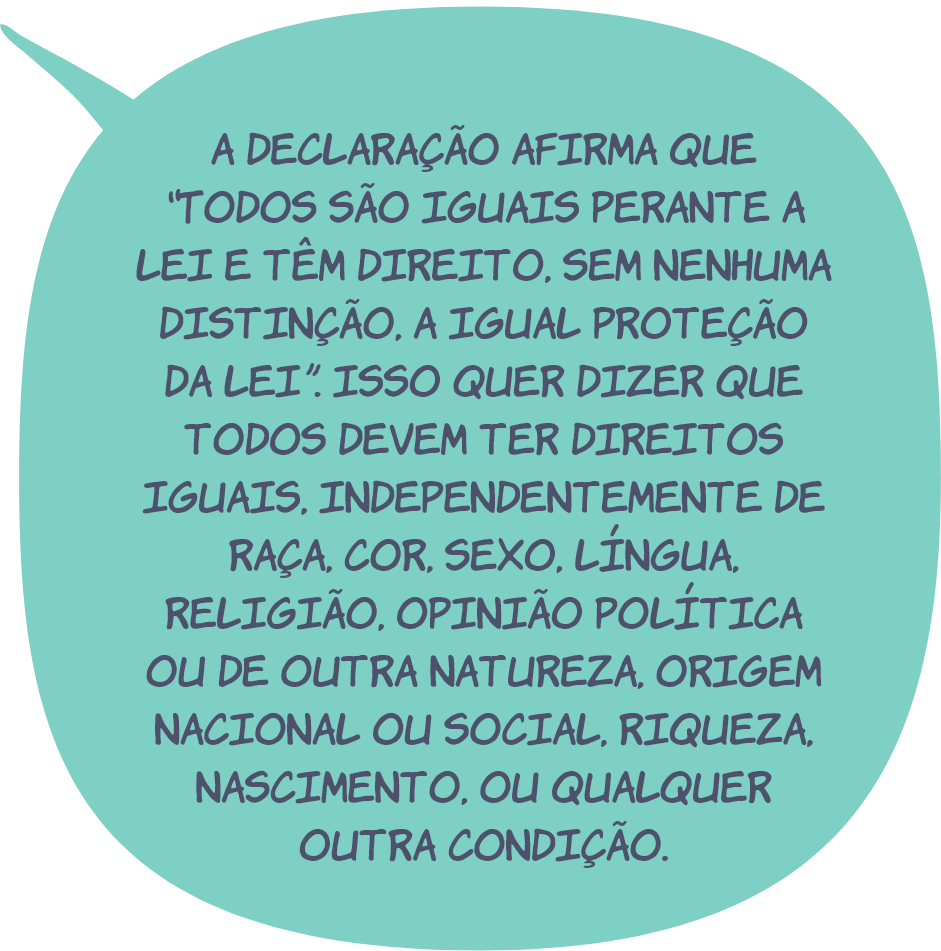 A DECLARAÇÃO AFIRMA QUE
"TODOS SÃO IGUAIS PERANTE A
LEI E TÊM DIREITO, SEM NENHUMA
DISTINÇÃO, A IGUAL PROTEÇÃO
DA LEI". ISSO QUER DIZER QUE
TODOS DEVEM TER DIREITOS
IGUAIS, INDEPENDENTEMENTE DE
RAÇA, COR, SEXO, LÍNGUA,
RELIGIÃO, OPINIÃO POLÍTICA
OU DE OUTRA NATUREZA, ORIGEM
NACIONAL OU SOCIAL, RIQUEZA,
NASCIMENTO, OU QUALQUER
OUTRA CONDIÇÃO.